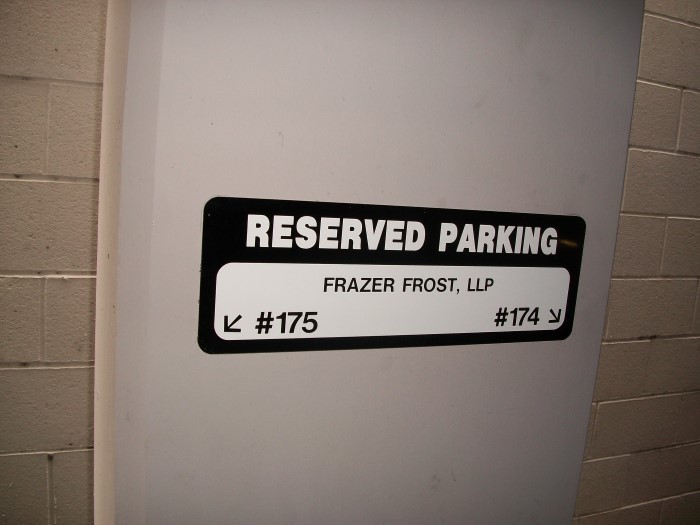 RESERVED PARKING
FRAZER FROST, LLP
↙ #175 #174 ↘